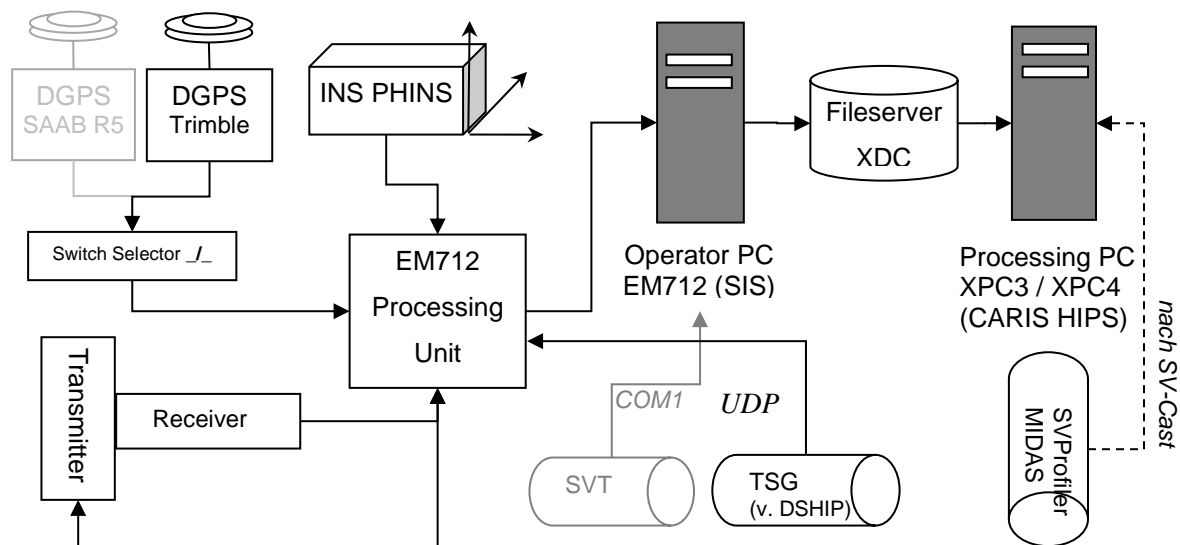 DGPS
SAAB R5
DGPS
Trimble
INS PHINS
Fileserver
XDC
Switch Selector _/_
EM712
Processing
Unit
Operator PC
EM712 (SIS)
Processing PC
XPC3 / XPC4
(CARIS HIPS)
nach SV-Cast
Transmitter
Receiver
COM1
UDP
SVT
TSG
(v. DSHIP)
SVProfiler
MIDAS